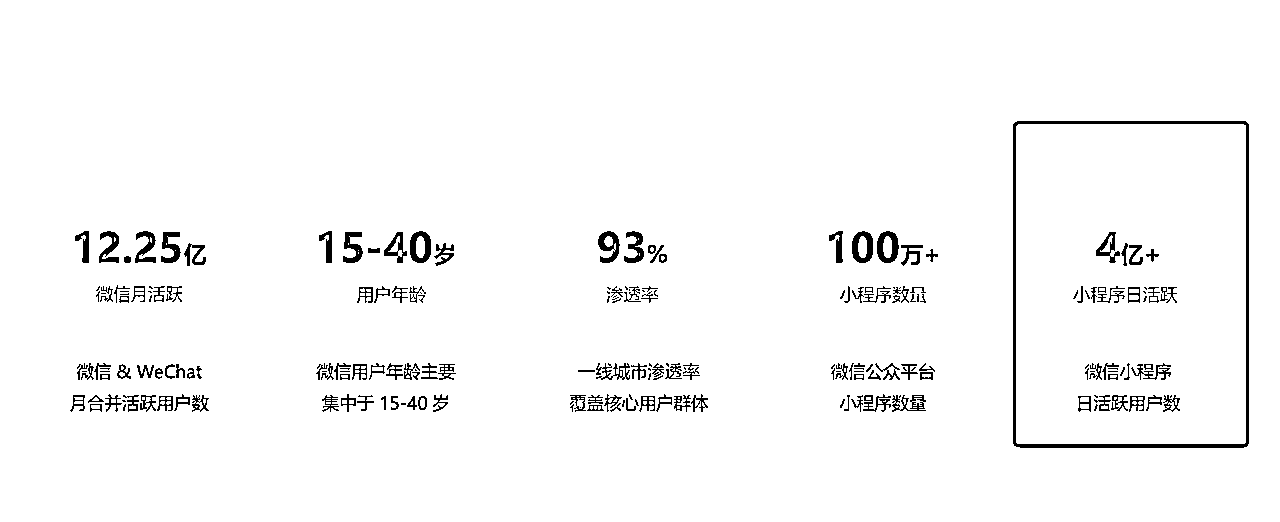 12.25亿
微信月活跃
微信 & WeChat
月合并活跃用户数
15-40岁
用户年龄
微信用户年龄主要
集中于 15-40 岁
93%
渗透率
一线城市渗透率
覆盖核心用户群体
100万+
小程序数量
微信公众平台
小程序数量
4亿+
小程序日活跃
微信小程序
日活跃用户数